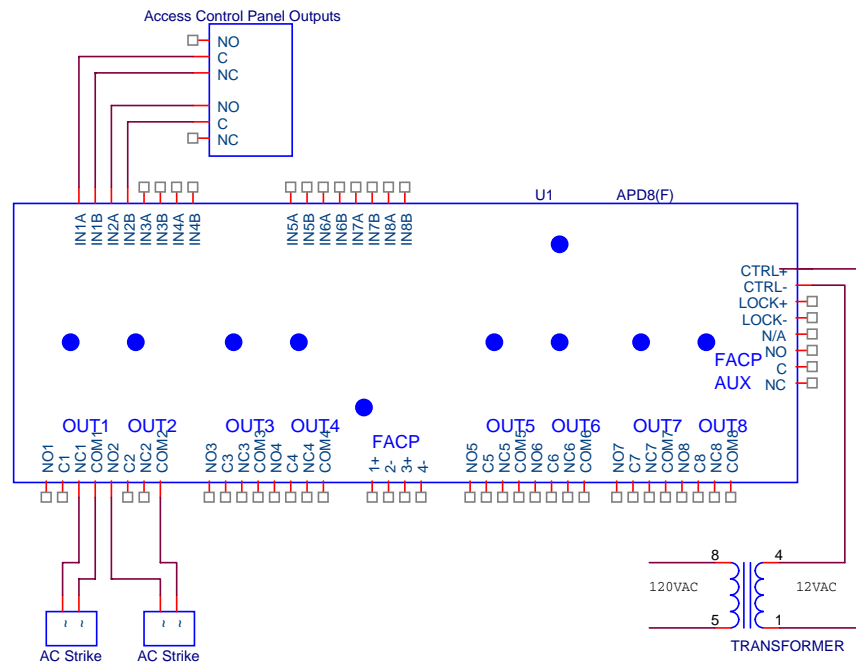 Access Control Panel Outputs
NO
C
NC
NO
C
NC
U1 APD8(F)
IN1A IN1B IN2A IN2B IN3A IN3B IN4A IN4B IN5A IN5B IN6A IN6B IN7A IN7B IN8A IN8B
CTRL+
CTRL-
LOCK+
LOCK-
N/A
NO
FACP
C
AUX
NC
OUT1 OUT2 OUT3 OUT4 FACP OUT5 OUT6 OUT7 OUT8
NO1 C1 NC1 COM1 NO2 C2 NC2 COM2 NO3 C3 NC3 COM3 NO4 C4 NC4 COM4 1+ 2- 3+ 4- NO5 C5 NC5 COM5 NO6 C6 NC6 COM6 NO7 C7 NC7 COM7 NO8 C8 NC8 COM8
8 4
120VAC 12VAC
5 1
TRANSFORMER
~ ~ ~ ~
AC Strike AC Strike